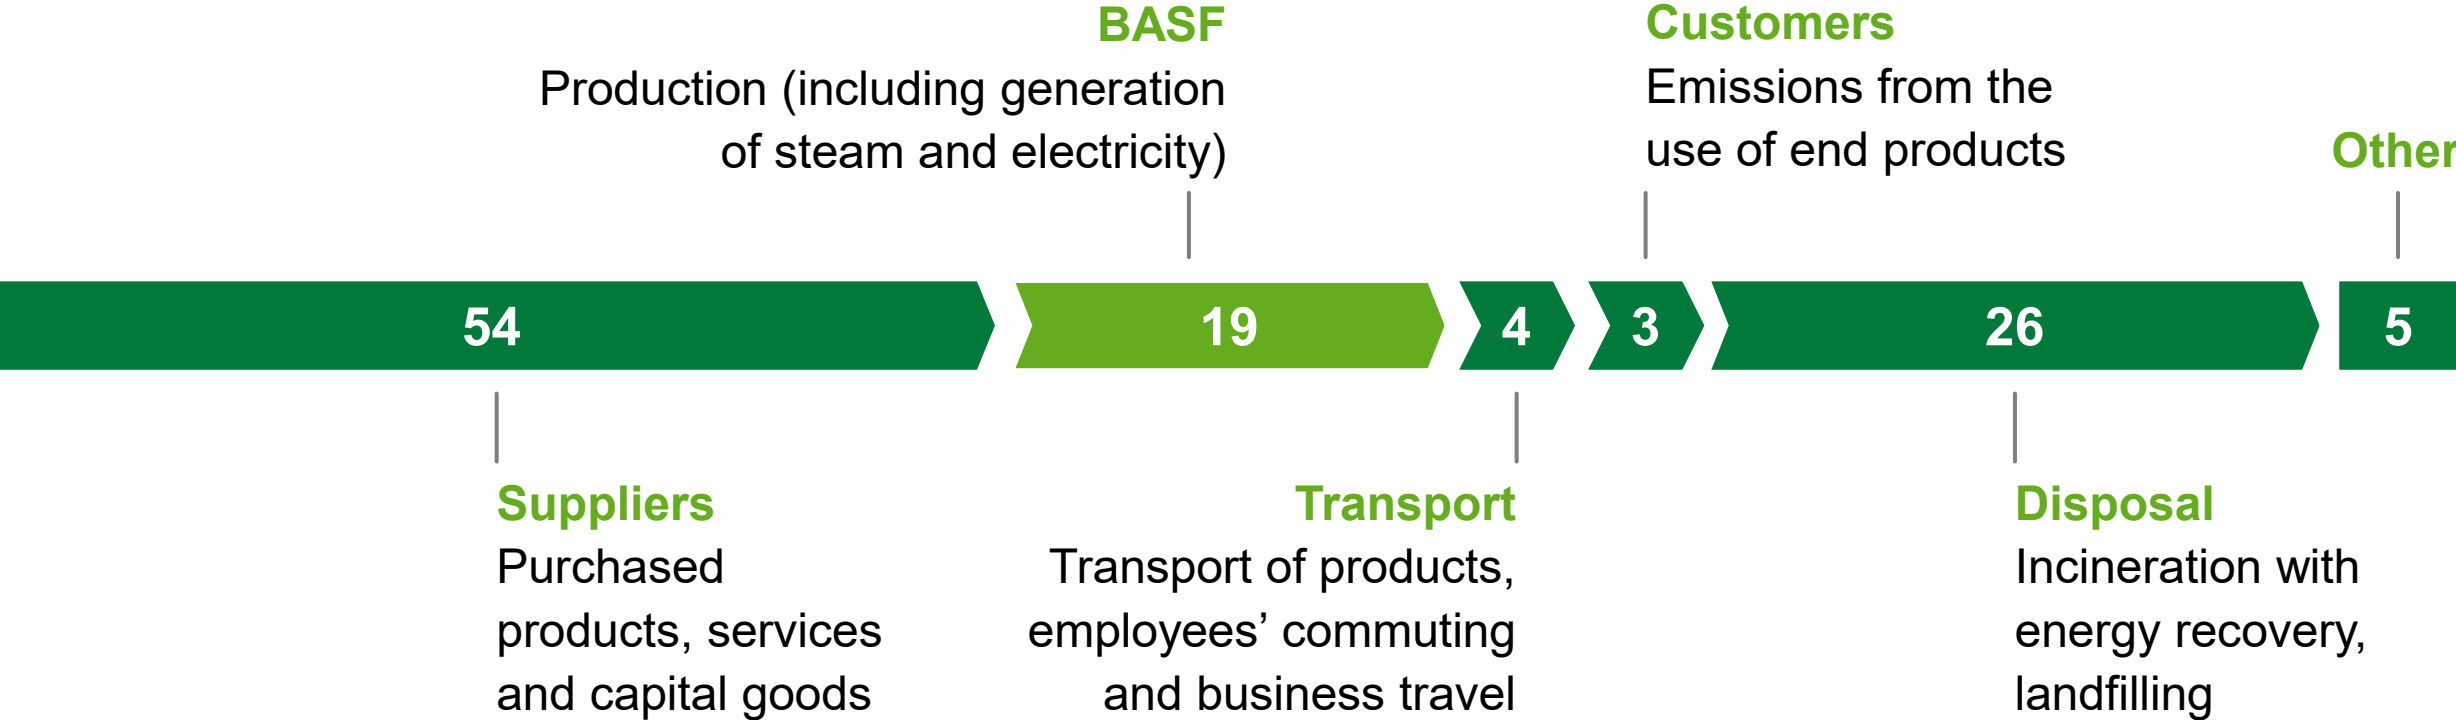 BASF
Production (including generation
of steam and electricity)
Customers
Emissions from the
use of end products
Other
54
19
4
3
26
5
Suppliers
Purchased
products, services
and capital goods
Transport
Transport of products,
employees’ commuting
and business travel
Disposal
Incineration with
energy recovery,
landfilling